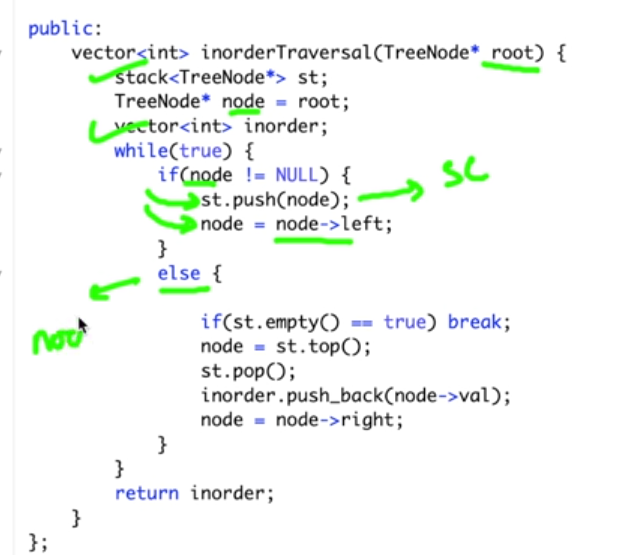 public:
vector<int> inorderTraversal(TreeNode* root) {
stack<TreeNode*> st;
TreeNode* node = root;
vector<int> inorder;
while(true) {
if(node != NULL) {
st.push(node);
node = node->left;
}
else {
if(st.empty() == true) break;
node = st.top();
st.pop();
inorder.push_back(node->val);
node = node->right;
}
}
return inorder;
}
};